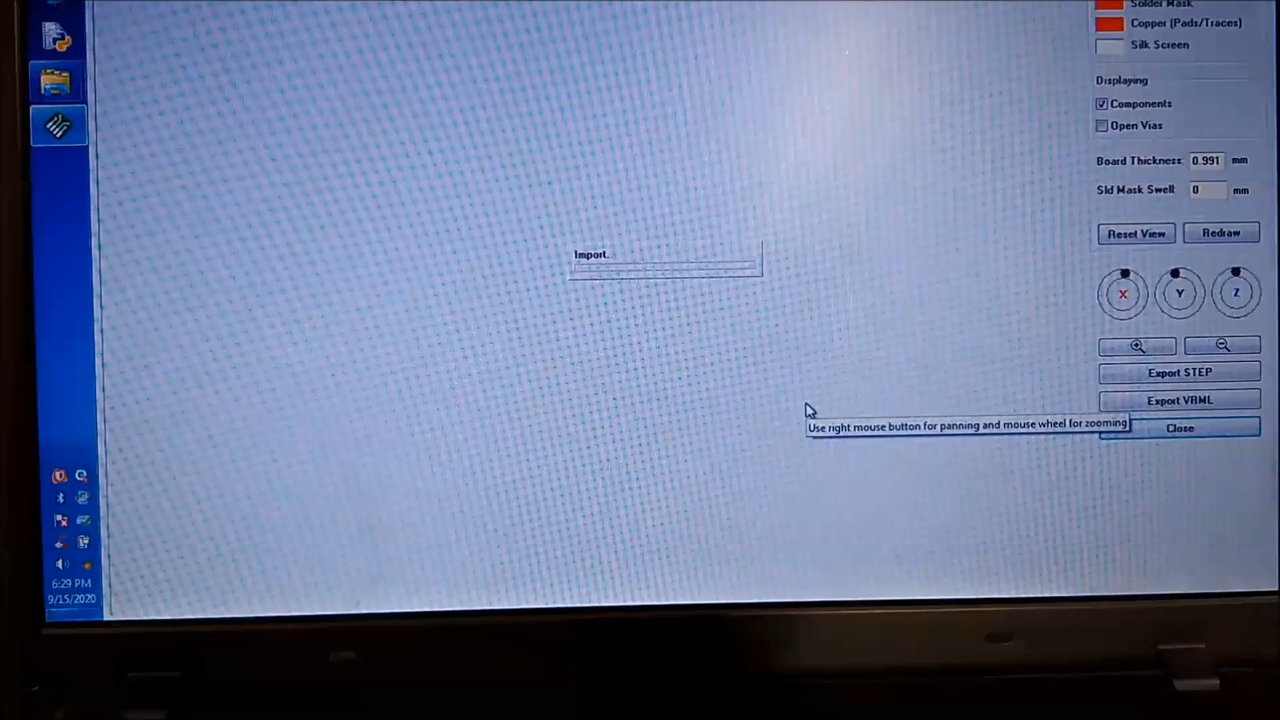 Solder Mask
Copper (Pads/Traces)
Silk Screen
Displaying
Components
Open Vias
Board Thickness: 0.991 mm
Sld Mask Swell: 0 mm
Reset View Redraw
Import..
X Y Z
Export STEP
Export VRML
Use right mouse button for panning and mouse wheel for zooming
Close
6:29 PM
9/15/2020